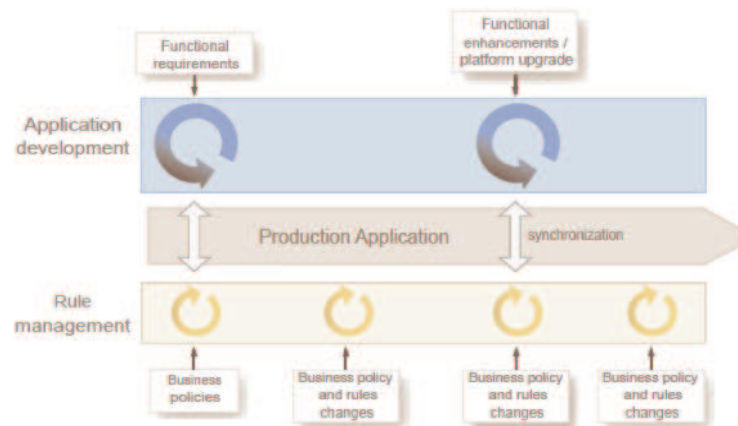 Functional
requirements
Functional
enhancements /
platform upgrade
Application
development
Production Application
synchronization
Rule
management
Business
policies
Business policy
and rules
changes
Business policy
and rules
changes
Business policy
and rules
changes